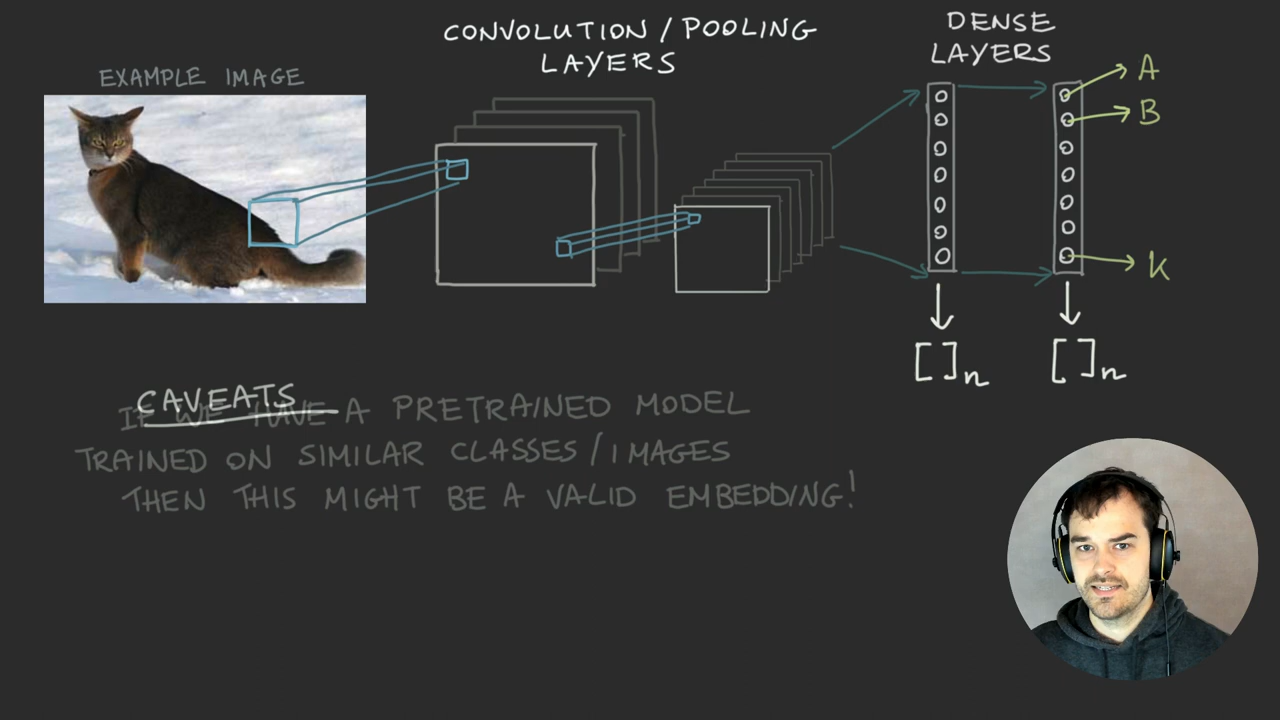 CONVOLUTION / POOLING
LAYERS
DENSE
LAYERS
EXAMPLE IMAGE
A
B
K
[ ]n
[ ]n
CAVEATS
IF WE HAVE A PRETRAINED MODEL
TRAINED ON SIMILAR CLASSES/IMAGES
THEN THIS MIGHT BE A VALID EMBEDDING!